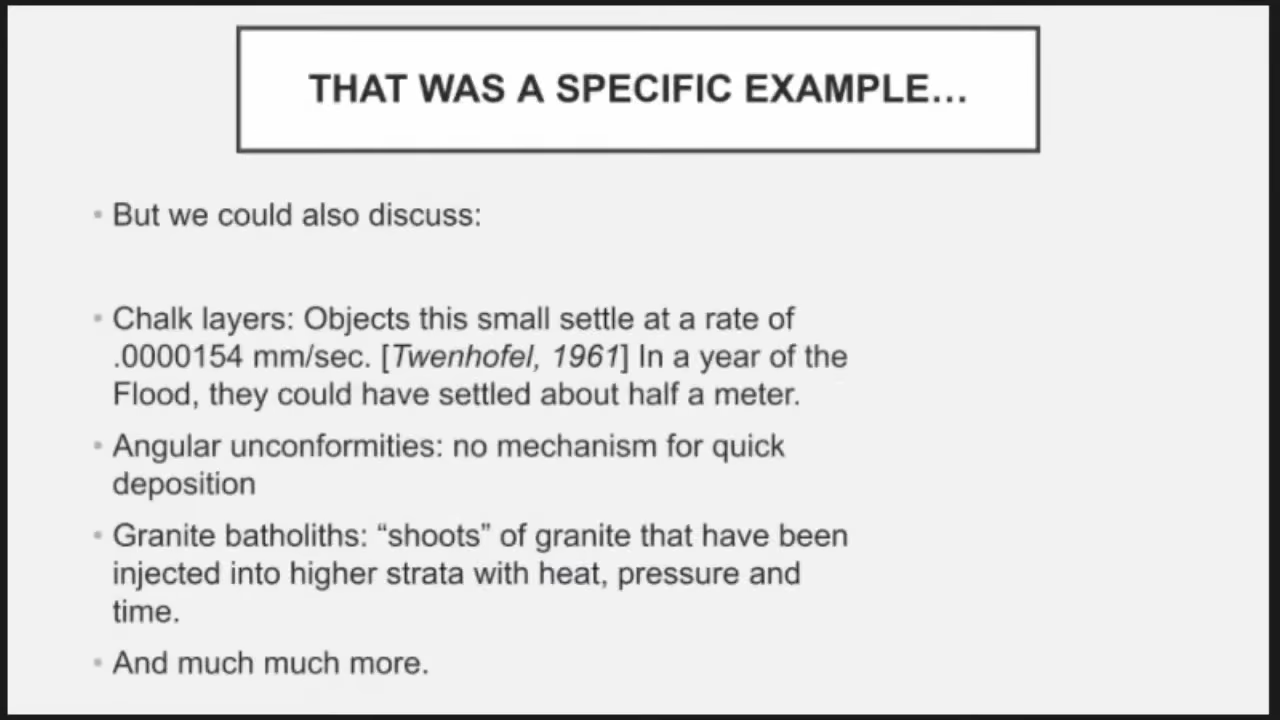 THAT WAS A SPECIFIC EXAMPLE…
• But we could also discuss:
• Chalk layers: Objects this small settle at a rate of
.0000154 mm/sec. [Twenhofel, 1961] In a year of the
Flood, they could have settled about half a meter.
• Angular unconformities: no mechanism for quick
deposition
• Granite batholiths: “shoots” of granite that have been
injected into higher strata with heat, pressure and
time.
• And much much more.